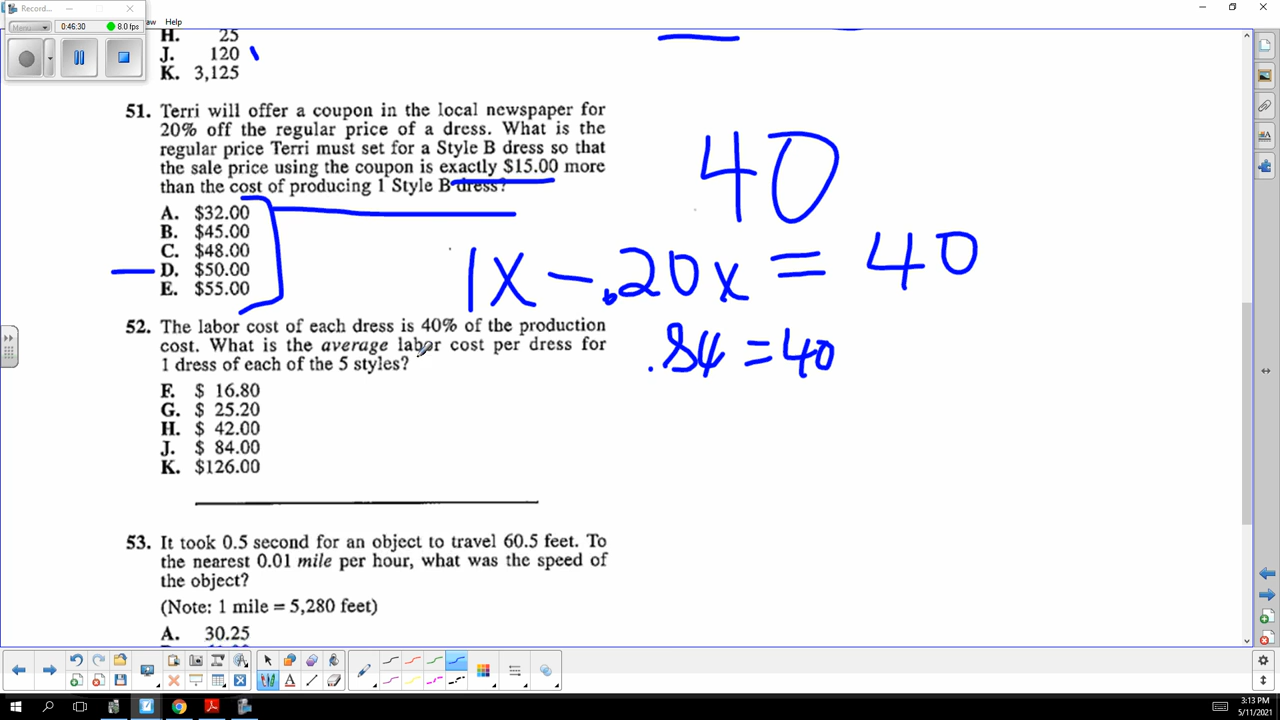 Record...
Menu
0:46:30
8.0 fps
Help
H. 25
J. 120
K. 3,125
51. Terri will offer a coupon in the local newspaper for
20% off the regular price of a dress. What is the
regular price Terri must set for a Style B dress so that
the sale price using the coupon is exactly $15.00 more
than the cost of producing 1 Style B dress?
A. $32.00
B. $45.00
C. $48.00
D. $50.00
E. $55.00
40
1x - .20x = 40
= 40
52. The labor cost of each dress is 40% of the production
cost. What is the average labor cost per dress for
1 dress of each of the 5 styles?
F. $ 16.80
G. $ 25.20
H. $ 42.00
J. $ 84.00
K. $126.00
53. It took 0.5 second for an object to travel 60.5 feet. To
the nearest 0.01 mile per hour, what was the speed of
the object?
(Note: 1 mile = 5,280 feet)
A. 30.25
3:13 PM
5/11/2021